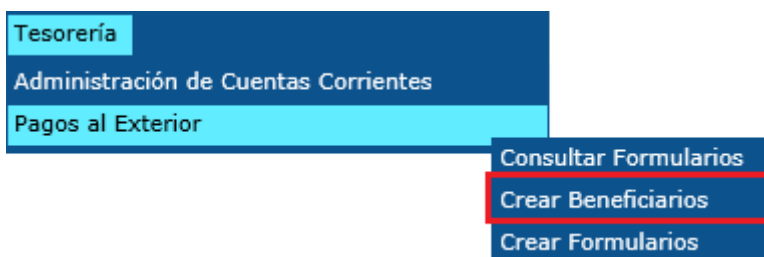 Tesorería
Administración de Cuentas Corrientes
Pagos al Exterior
Consultar Formularios
Crear Beneficiarios
Crear Formularios